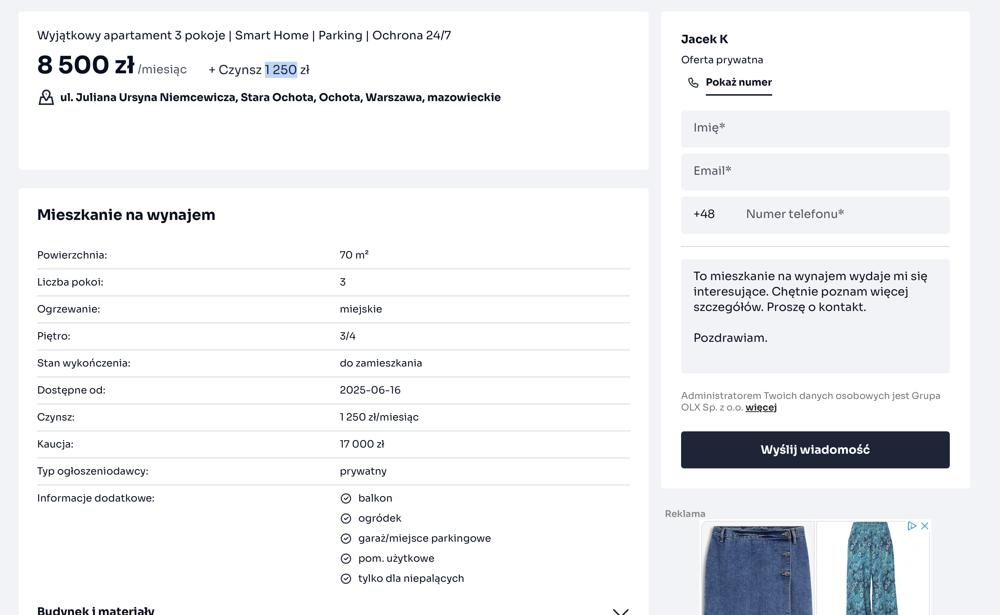 Wyjątkowy apartament 3 pokoje | Smart Home | Parking | Ochrona 24/7
8 500 zł /miesiąc + Czynsz 1 250 zł
ul. Juliana Ursyna Niemcewicza, Stara Ochota, Ochota, Warszawa, mazowieckie
Mieszkanie na wynajem
Powierzchnia: 70 m²
Liczba pokoi: 3
Ogrzewanie: miejskie
Piętro: 3/4
Stan wykończenia: do zamieszkania
Dostępne od: 2025-06-16
Czynsz: 1 250 zł/miesiąc
Kaucja: 17 000 zł
Typ ogłoszeniodawcy: prywatny
Informacje dodatkowe: balkon
ogródek
garaż/miejsce parkingowe
pom. użytkowe
tylko dla niepalących
Budynek i materiały
Jacek K
Oferta prywatna
Pokaż numer
Imię*
Email*
+48 Numer telefonu*
To mieszkanie na wynajem wydaje mi się
interesujące. Chętnie poznam więcej
szczegółów. Proszę o kontakt.
Pozdrawiam.
Administratorem Twoich danych osobowych jest Grupa
OLX Sp. z o.o. więcej
Wyślij wiadomość
Reklama